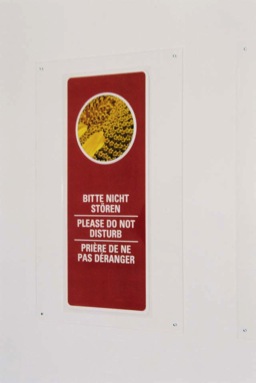 BITTE NICHT
STÖREN
PLEASE DO NOT
DISTURB
PRIÈRE DE NE
PAS DÉRANGER